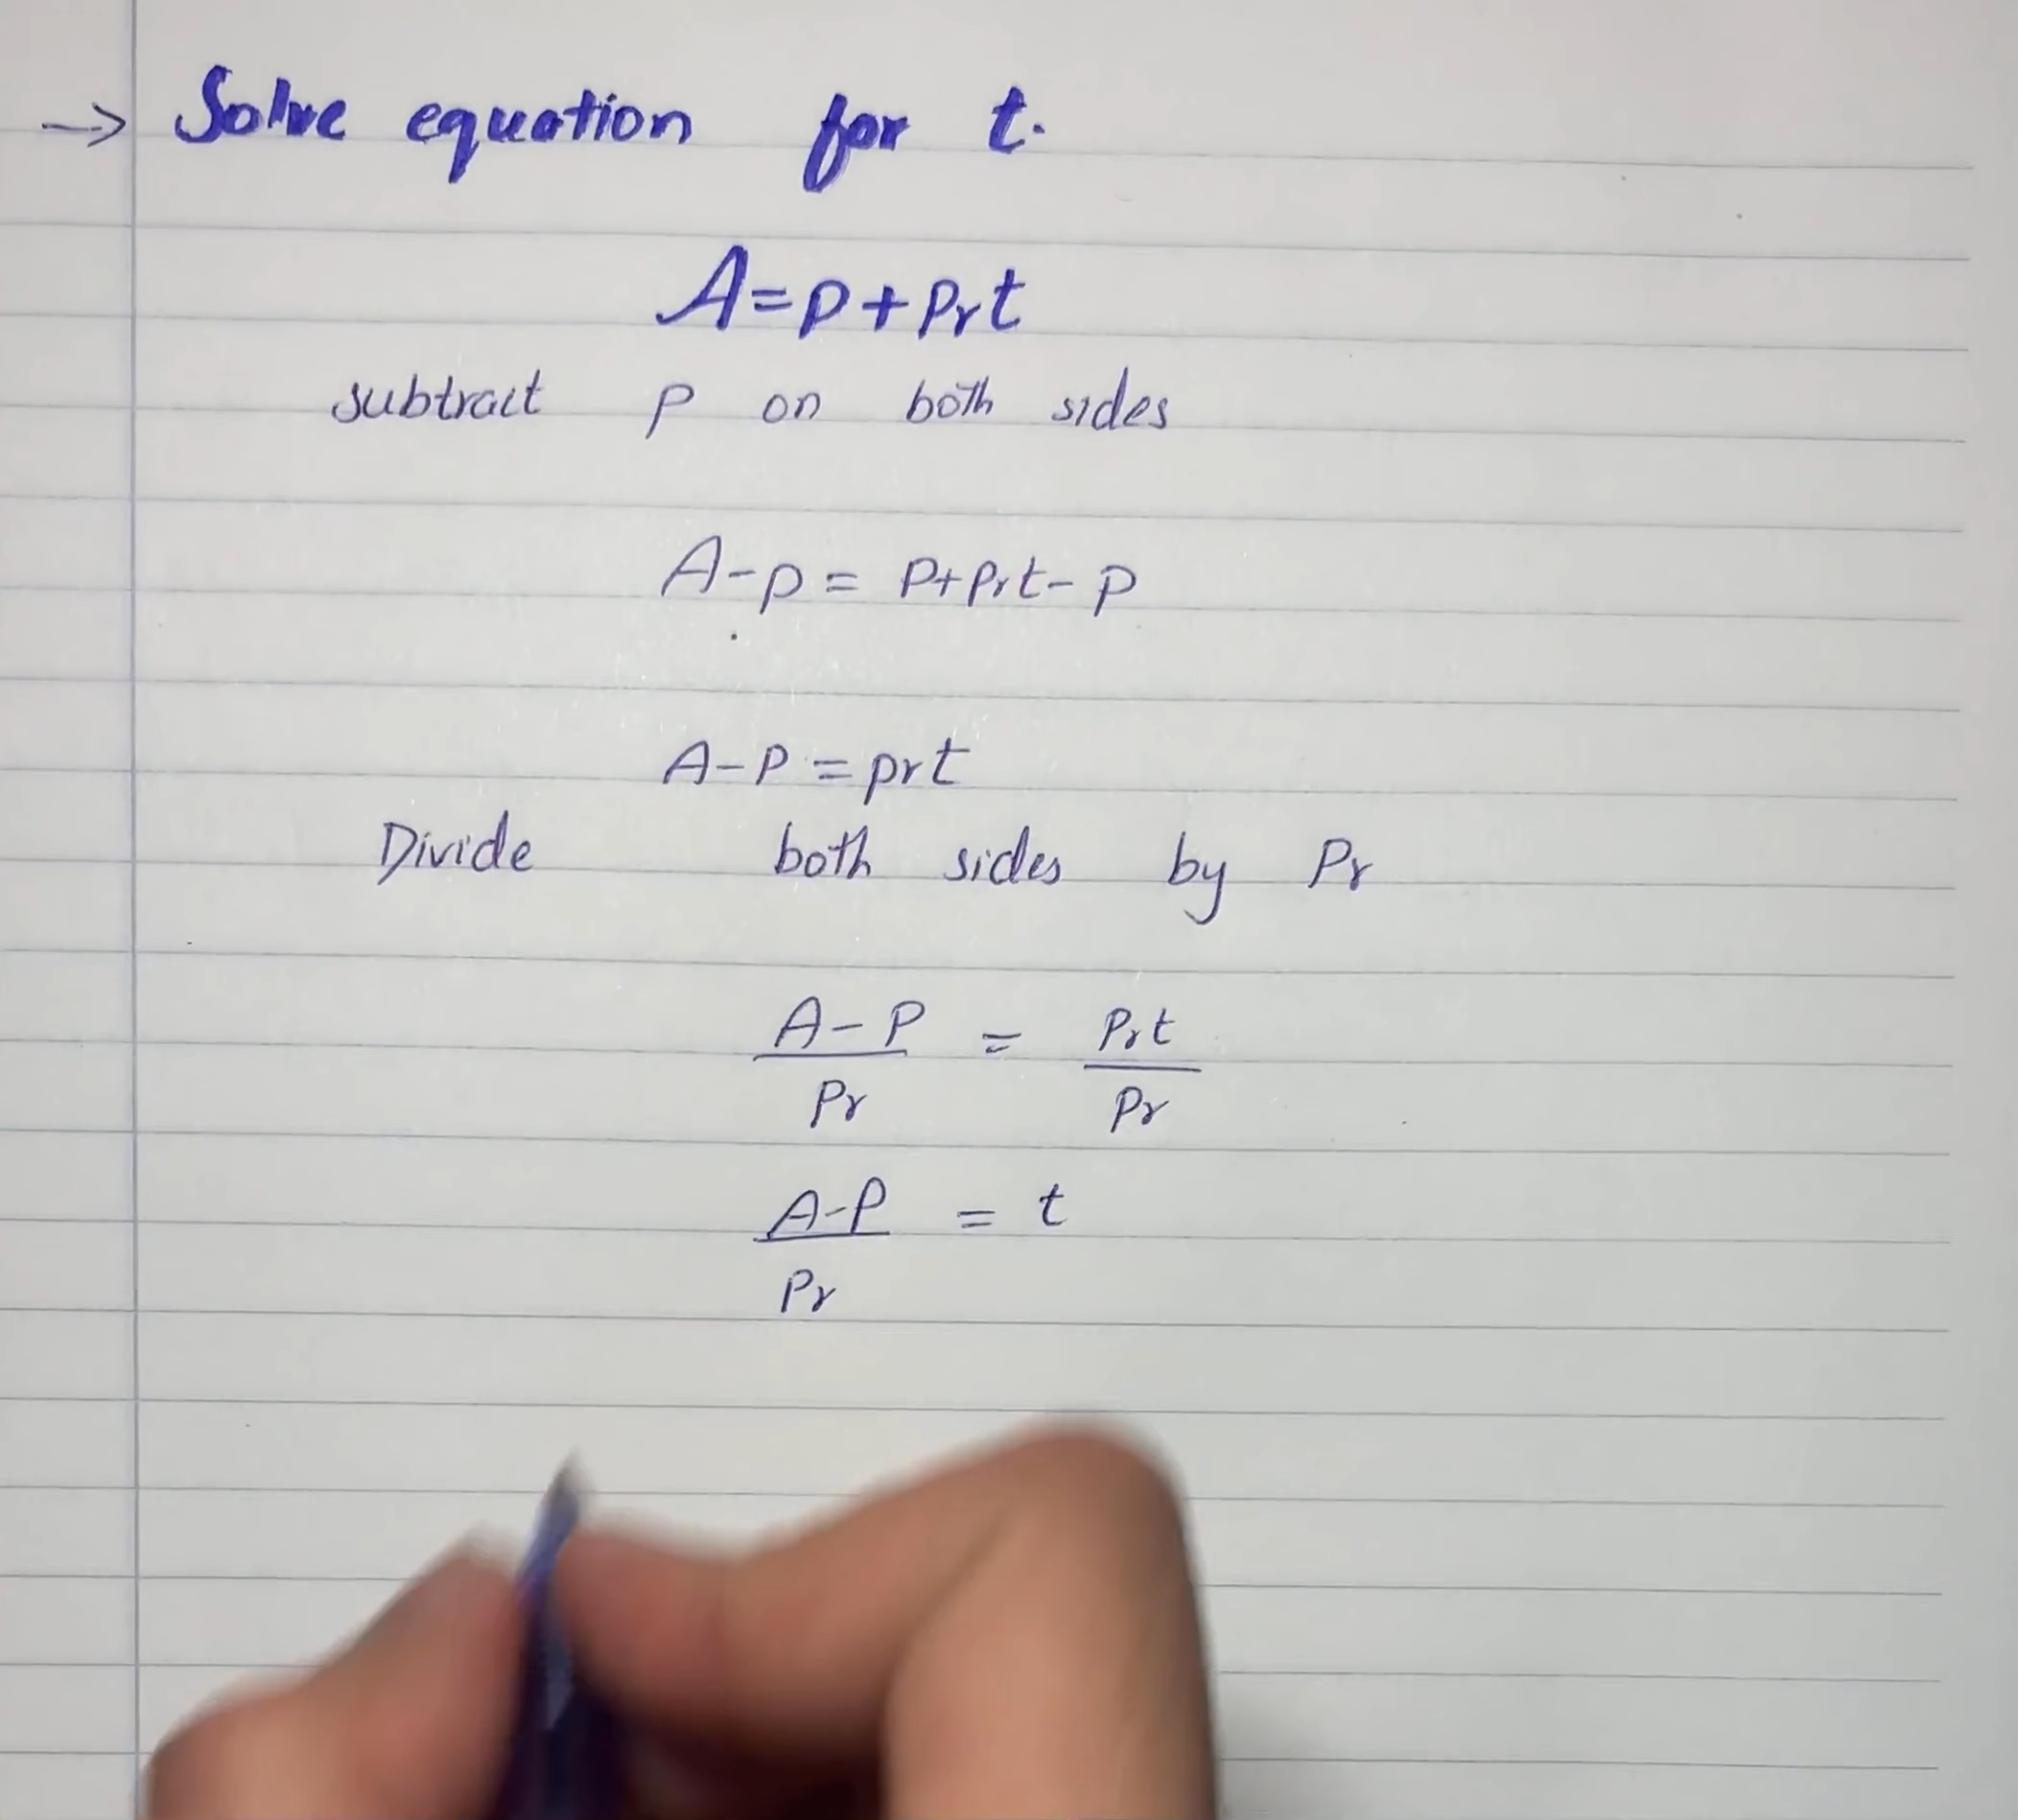 → Solve equation for t.
A=P+Prt
subtract P on both sides
A-P= P+Prt-P
A-P=prt
Divide both sides by Pr
A-P/Pr = Prt/Pr
A-P/Pr = t